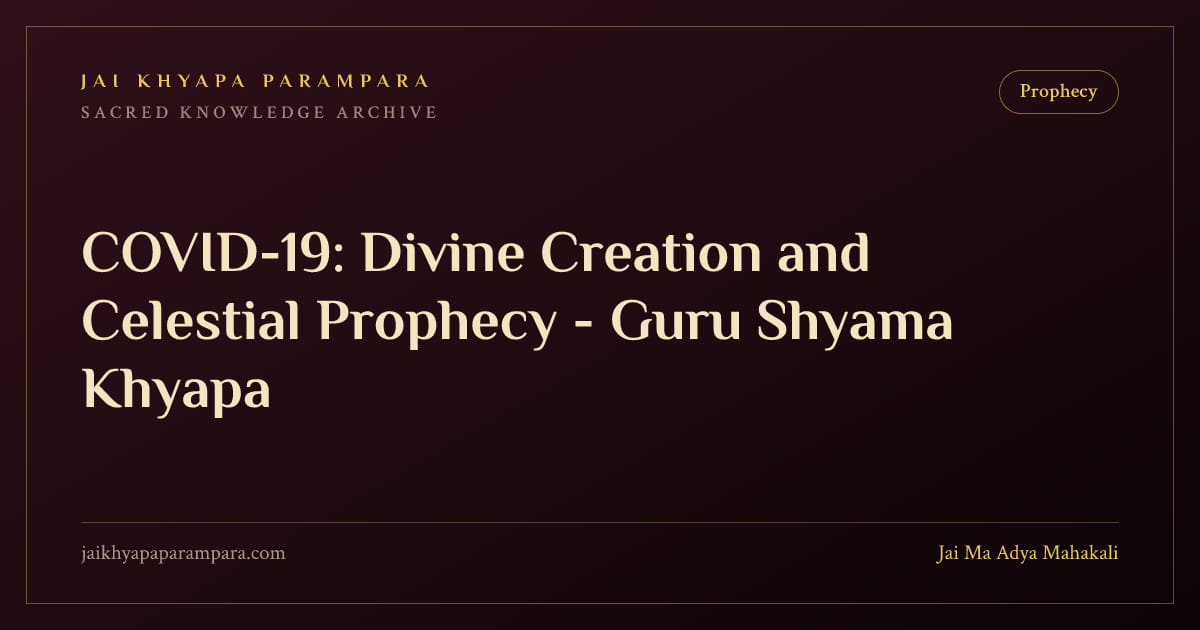 JAI KHYAPA PARAMPARA
SACRED KNOWLEDGE ARCHIVE
Prophecy
COVID-19: Divine Creation and
Celestial Prophecy - Guru Shyama
Khyapa
jaikhyapaparampara.com
Jai Ma Adya Mahakali